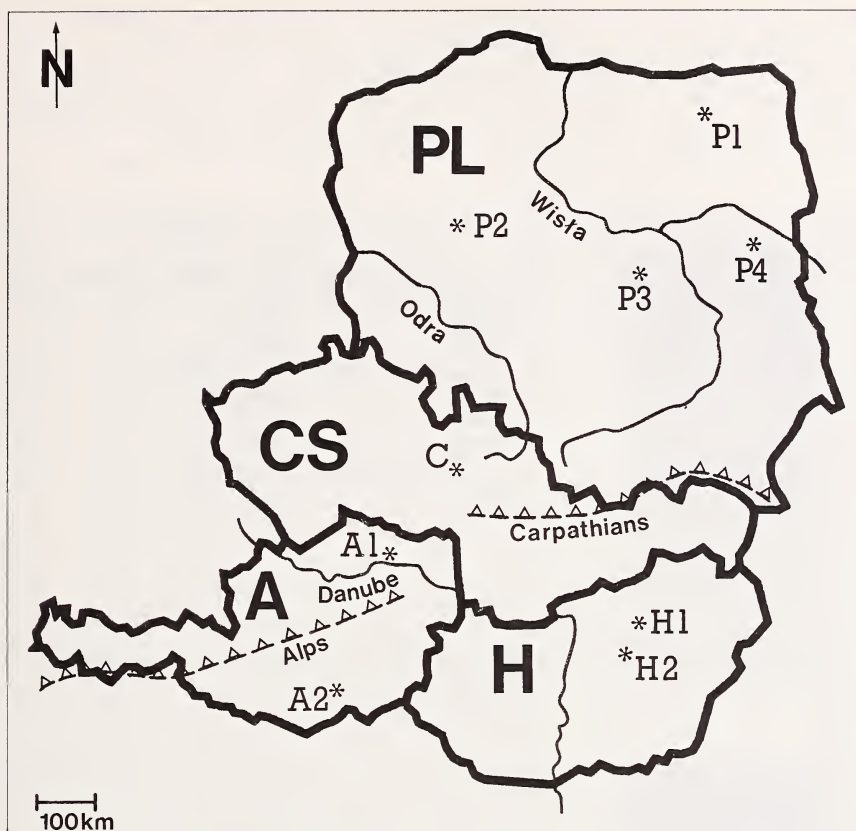 N
PL
*P1
Wisła
*P2
*P4
*P3
Odra
CS
C*
Carpathians
A1*
Danube
A
*H1
Alps
*H2
H
A2*
100km